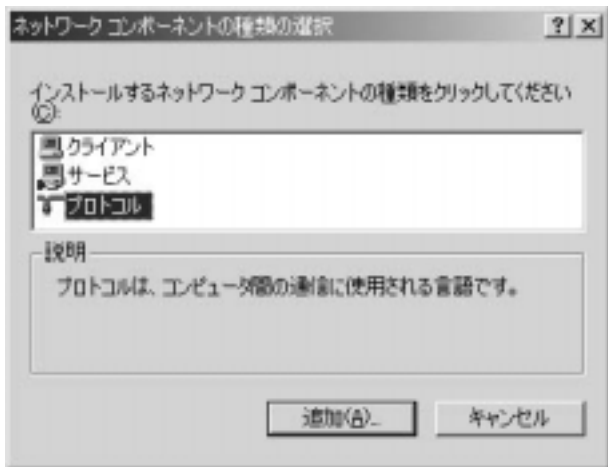 ネットワーク コンポーネントの種類の選択
インストールするネットワーク コンポーネントの種類をクリックしてください
(C):
クライアント
サービス
プロトコル
説明
プロトコルは、コンピュータ間の通信に使用される言語です。
追加(A)...
キャンセル